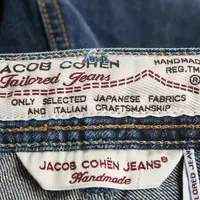 JACOB COHËN
HANDMADE
REG.TM
Tailored Jeans
ONLY SELECTED JAPANESE FABRICS
AND ITALIAN CRAFTSMANSHIP
JACOB COHËN JEANS®
Handmade